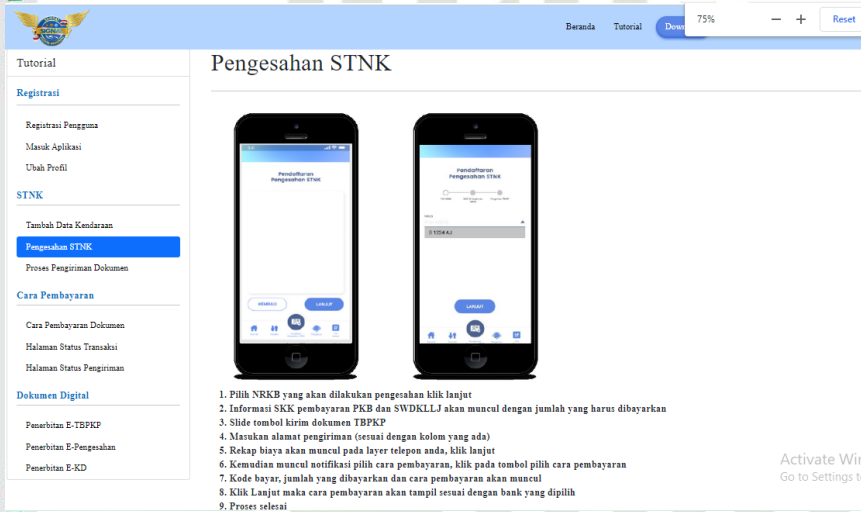 SIGNAL
Beranda
Tutorial
75%
Reset
Tutorial
Registrasi
Registrasi Pengguna
Masuk Aplikasi
Ubah Profil
STNK
Tambah Data Kendaraan
Pengesahan STNK
Proses Pengiriman Dokumen
Cara Pembayaran
Cara Pembayaran Dokumen
Halaman Status Transaksi
Halaman Status Pengiriman
Dokumen Digital
Penerbitan E-TBPKP
Penerbitan E-Pengesahan
Penerbitan E-KD
Pengesahan STNK
Pendaftaran
Pengesahan STNK
LANJUT
Pendaftaran
Pengesahan STNK
LANJUT
1. Pilih NRKB yang akan dilakukan pengesahan klik lanjut
2. Informasi SKK pembayaran PKB dan SWDKLLJ akan muncul dengan jumlah yang harus dibayarkan
3. Slide tombol kirim dokumen TBPKP
4. Masukan alamat pengiriman (sesuai dengan kolom yang ada)
5. Rekap biaya akan muncul pada layer telepon anda, klik lanjut
6. Kemudian muncul notifikasi pilih cara pembayaran, klik pada tombol pilih cara pembayaran
7. Kode bayar, jumlah yang dibayarkan dan cara pembayaran akan muncul
8. Klik Lanjut maka cara pembayaran akan tampil sesuai dengan bank yang dipilih
9. Proses selesai
Activate Win
Go to Settings t